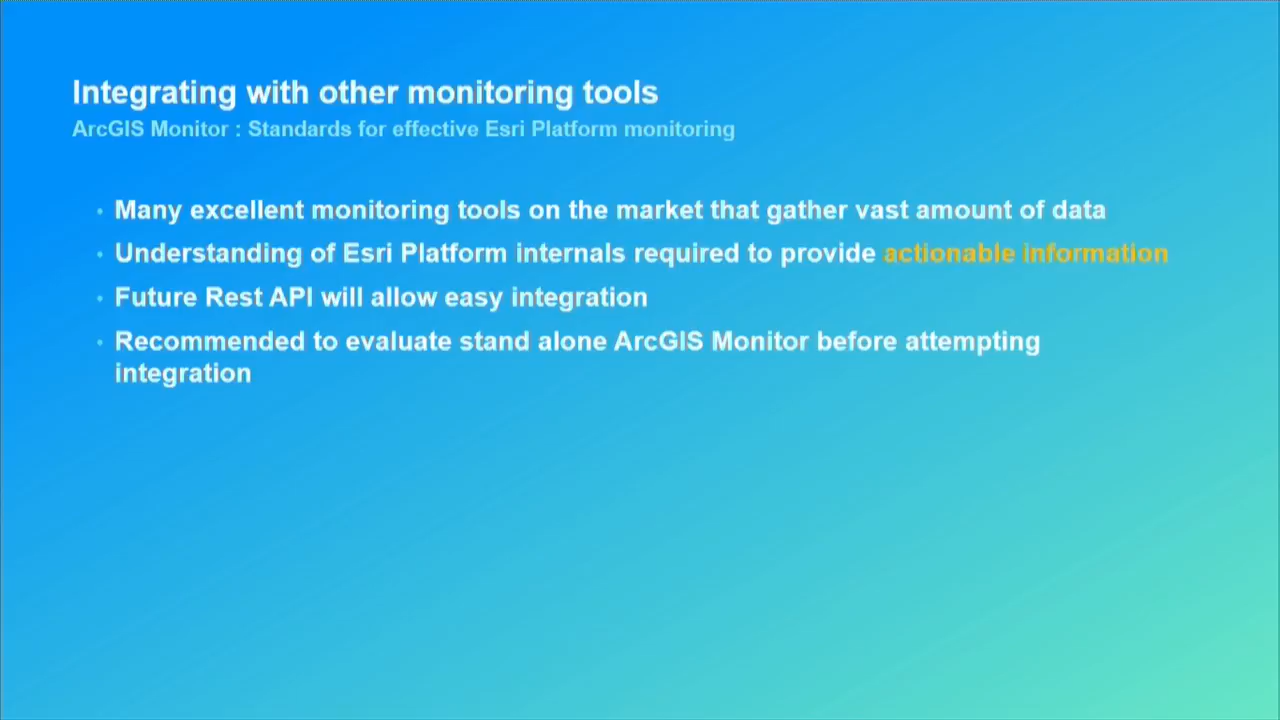 Integrating with other monitoring tools
ArcGIS Monitor : Standards for effective Esri Platform monitoring
• Many excellent monitoring tools on the market that gather vast amount of data
• Understanding of Esri Platform internals required to provide actionable information
• Future Rest API will allow easy integration
• Recommended to evaluate stand alone ArcGIS Monitor before attempting
integration